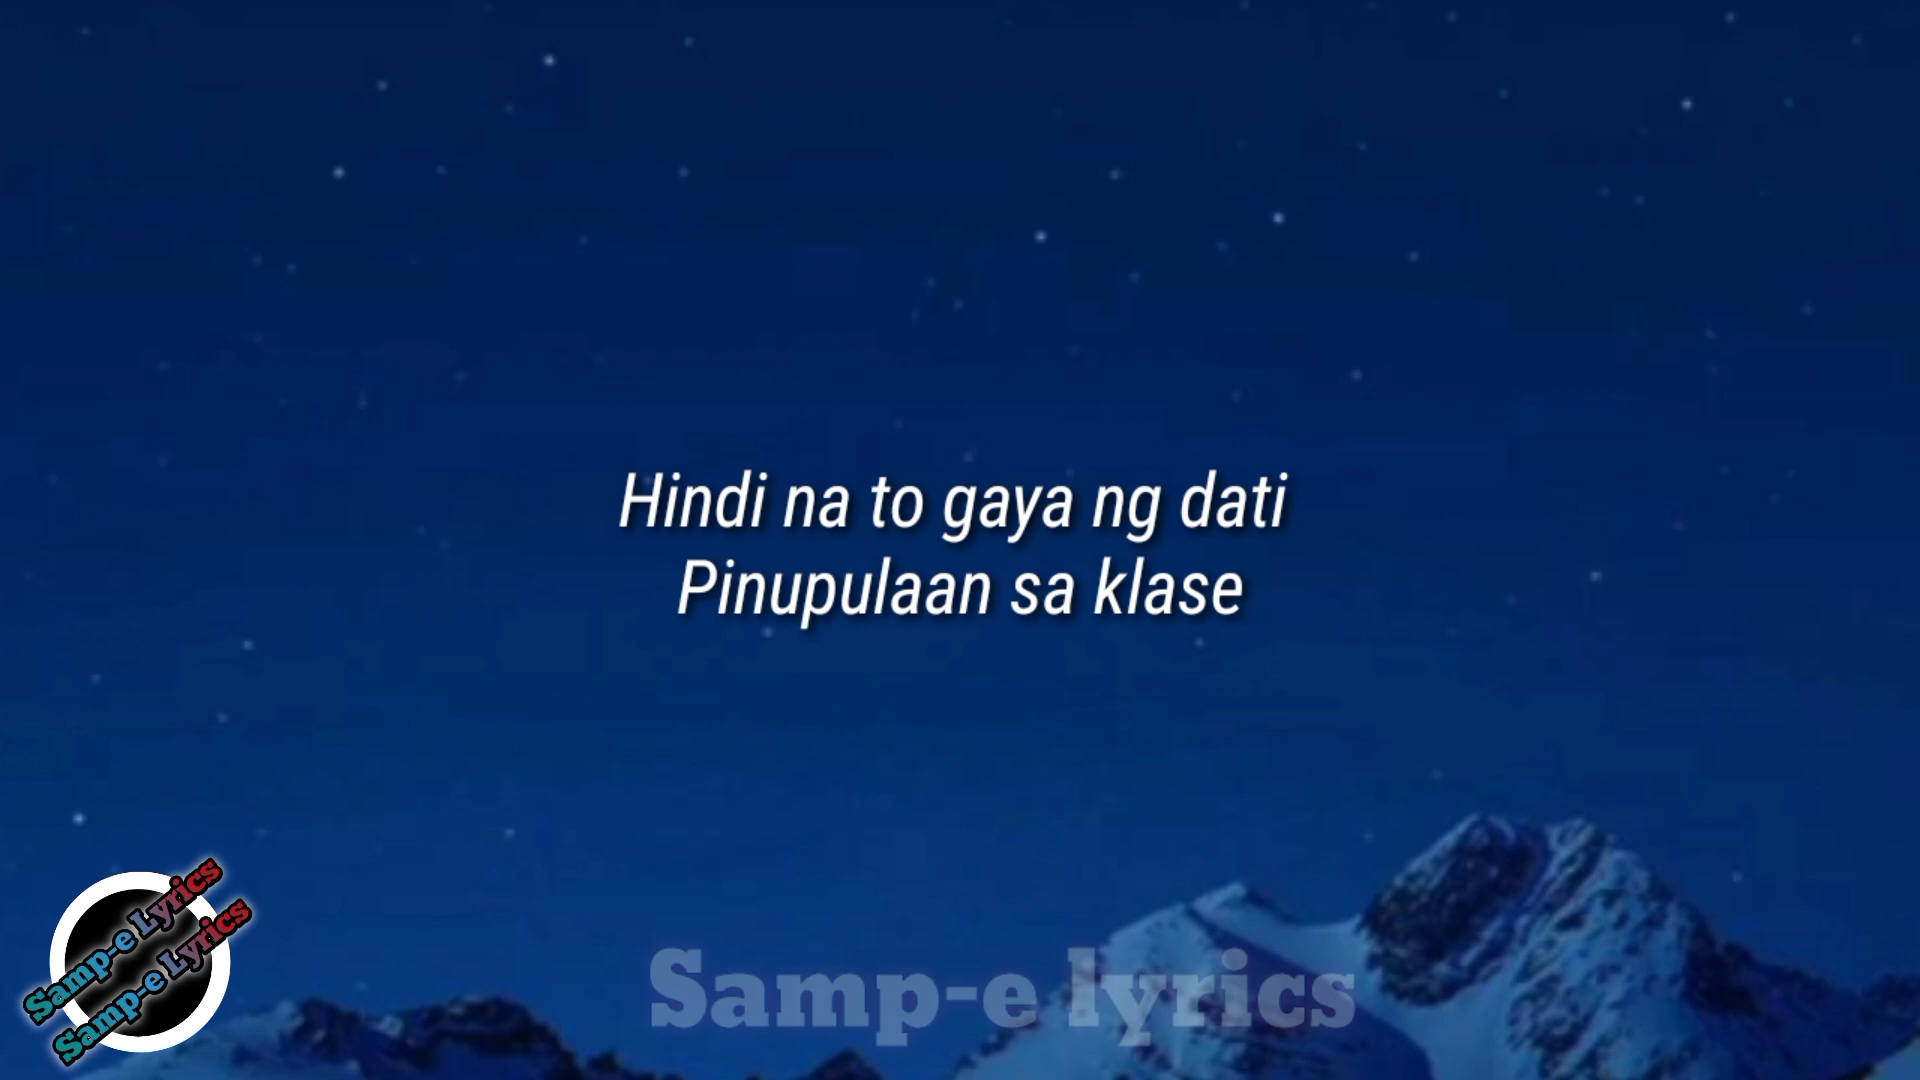 Hindi na to gaya ng dati
Pinupulaan sa klase
Samp-e Lyrics
Samp-e Lyrics
Samp-e lyrics